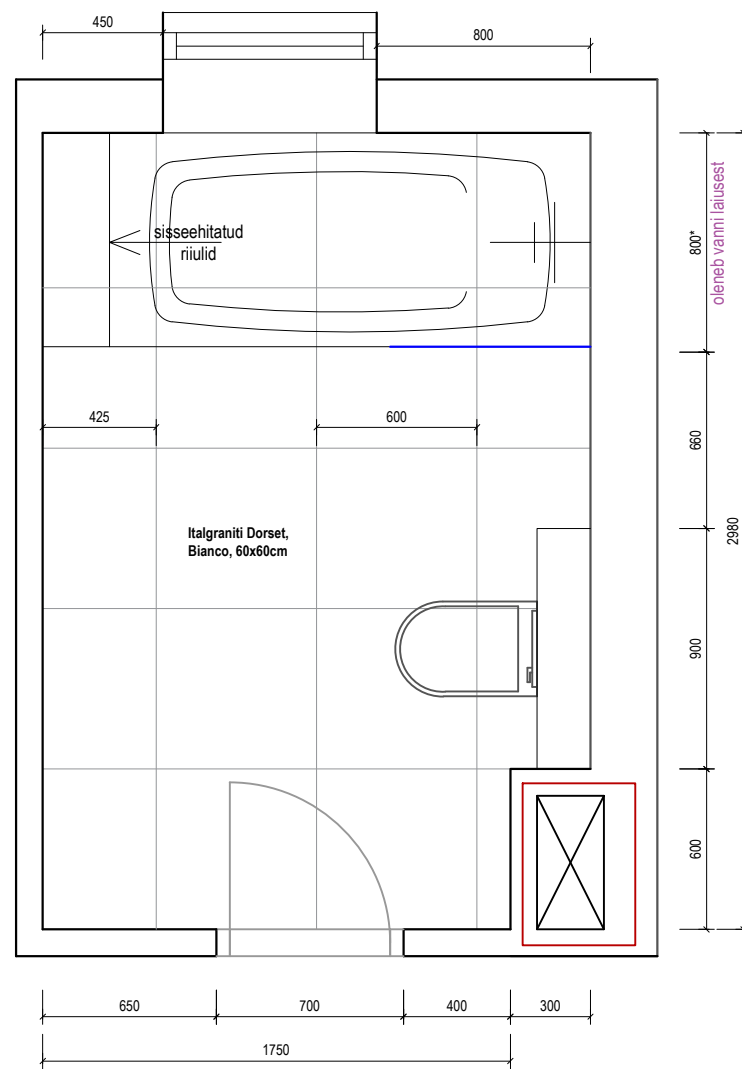 450
800
sisseehitatud
riiulid
800*
oleneb vanni laiusest
425
600
660
Italgraniti Dorset,
Bianco, 60x60cm
2980
900
600
650
700
400
300
1750